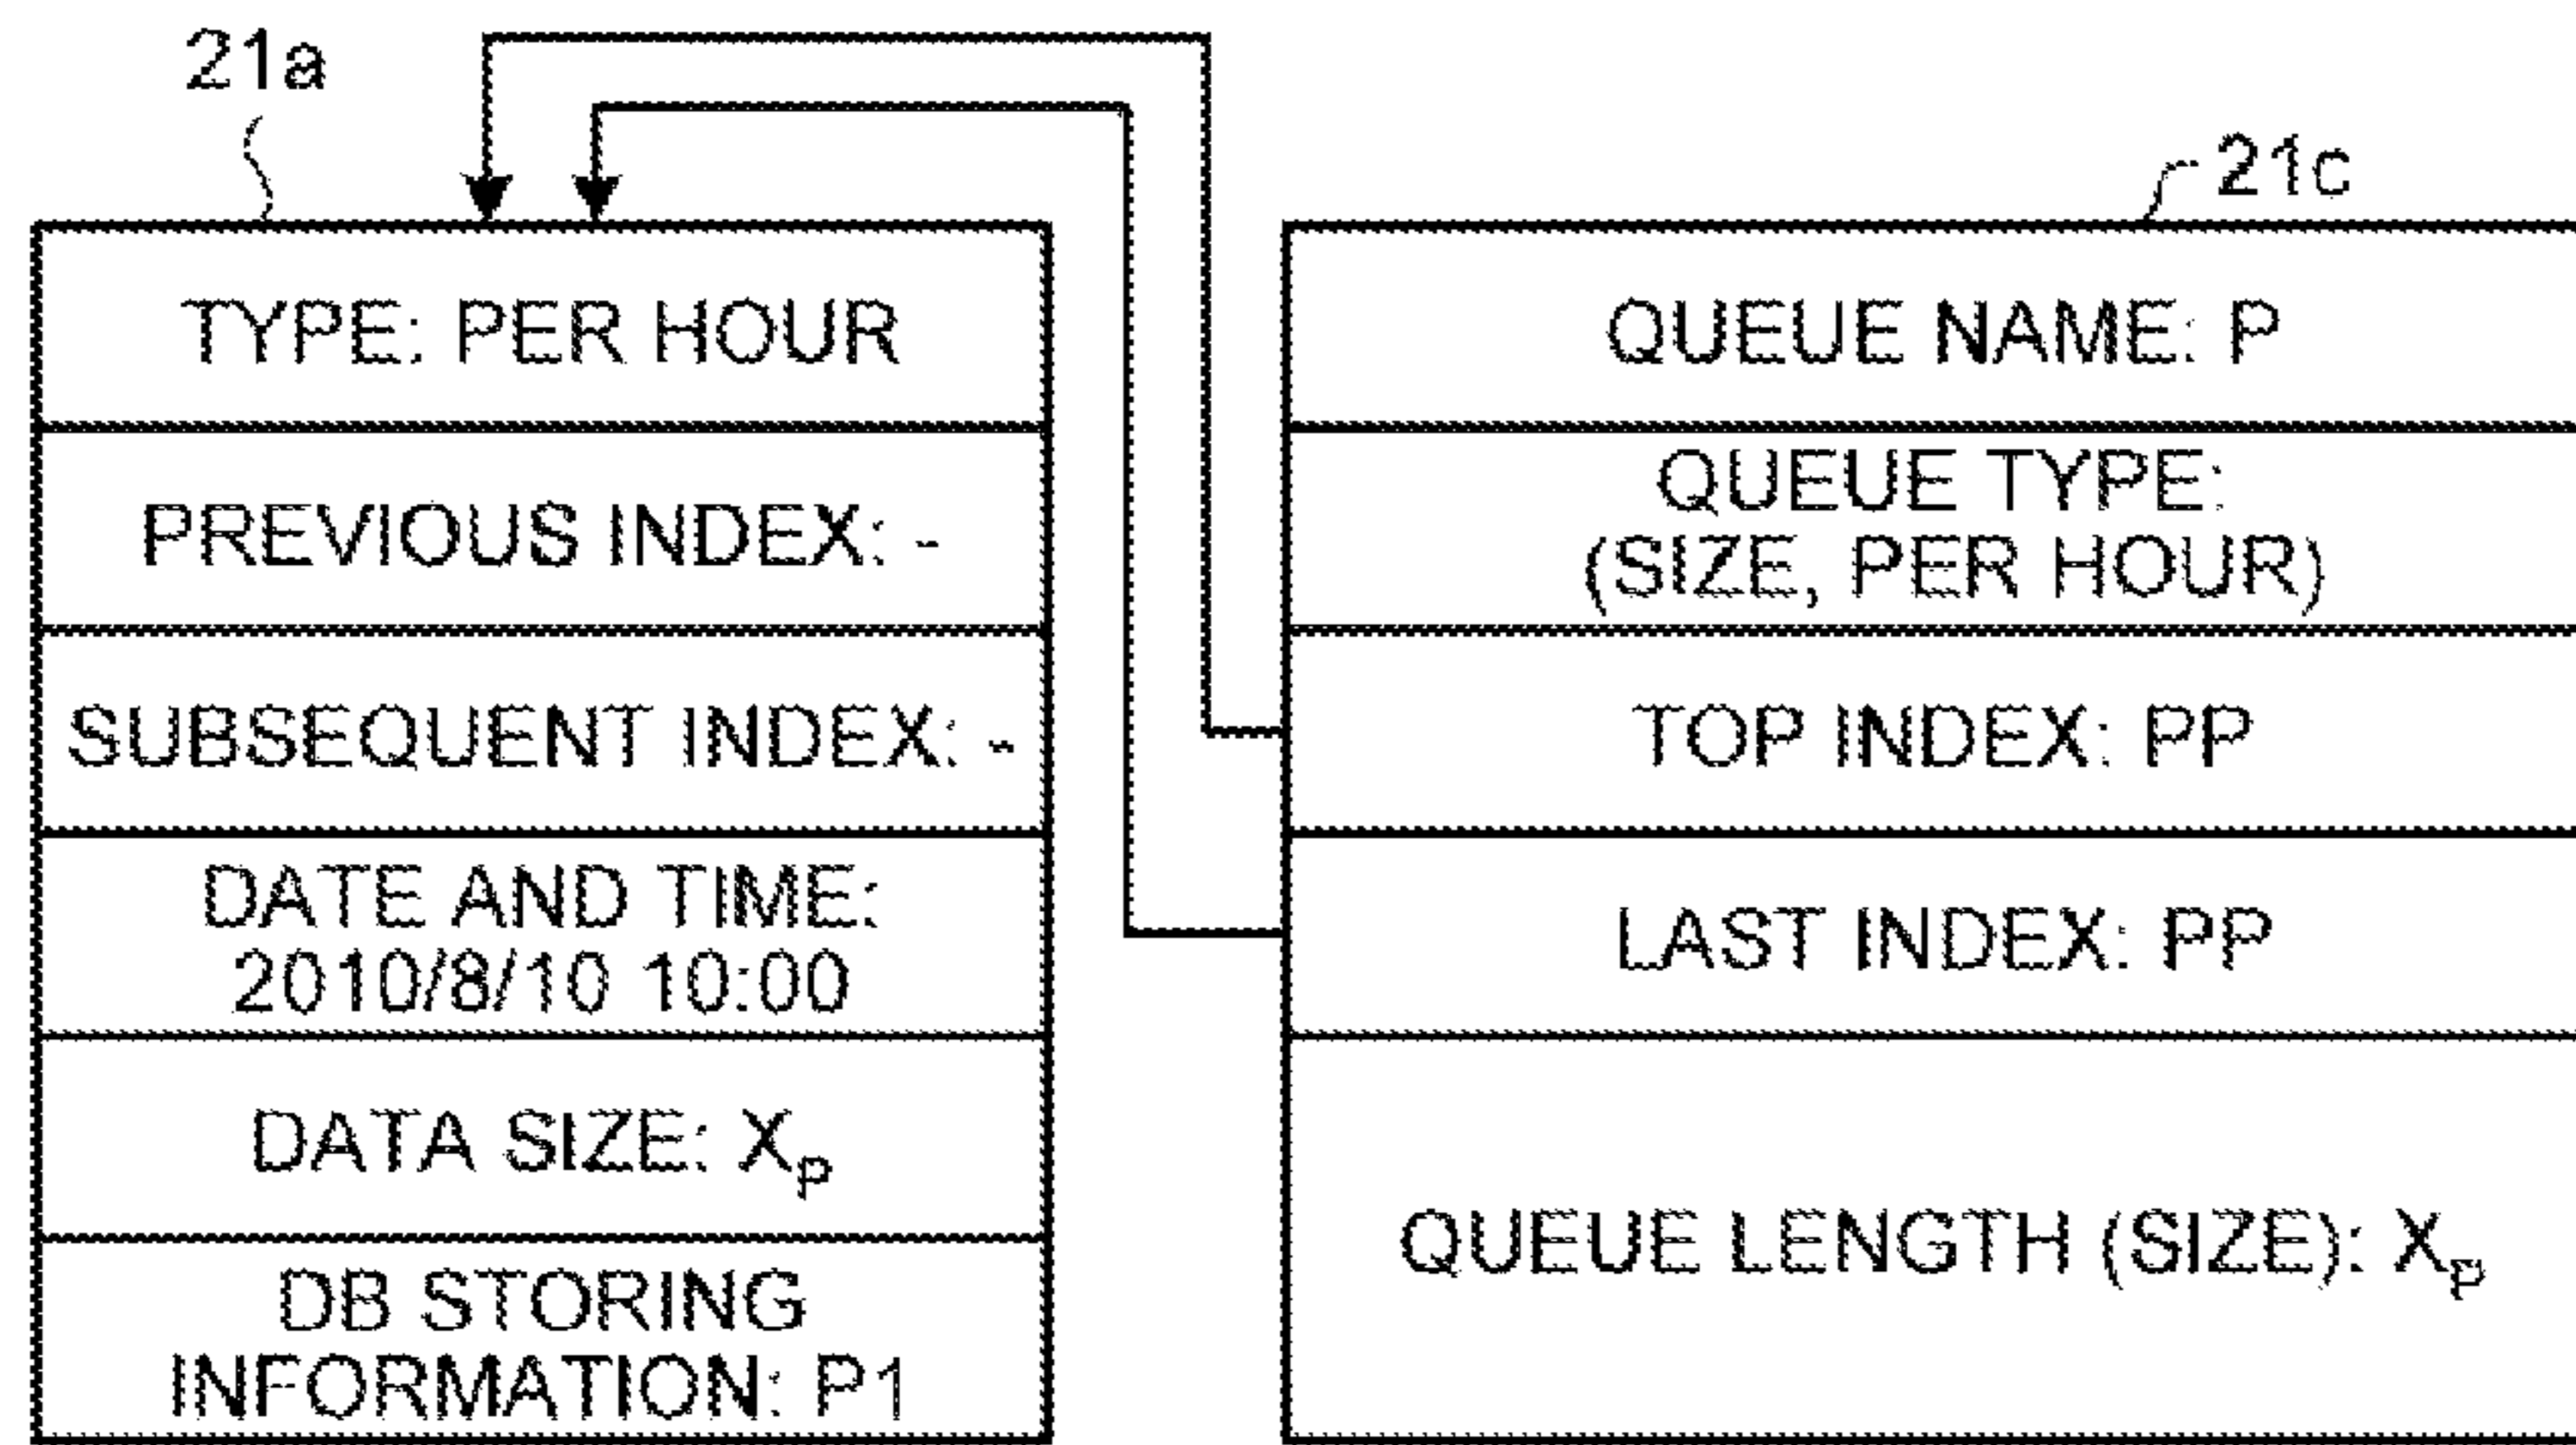 21a
TYPE: PER HOUR
PREVIOUS INDEX: -
SUBSEQUENT INDEX: -
DATE AND TIME:
2010/8/10 10:00
DATA SIZE: Xₚ
DB STORING
INFORMATION: P1
21c
QUEUE NAME: P
QUEUE TYPE:
(SIZE, PER HOUR)
TOP INDEX: PP
LAST INDEX: PP
QUEUE LENGTH (SIZE): Xₚ